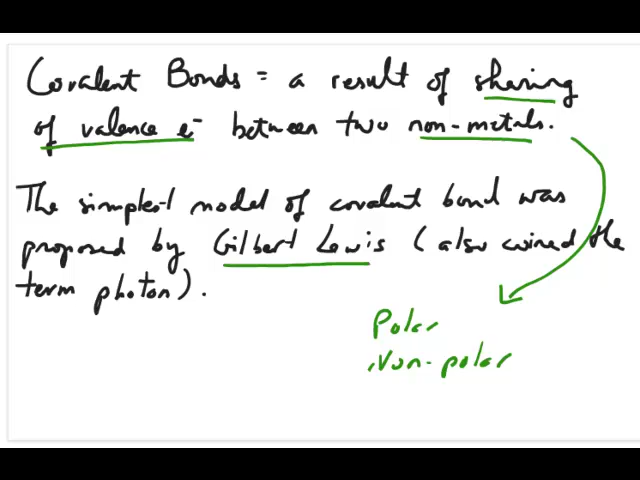 Covalent Bonds = a result of sharing
of valence e⁻ between two non-metals.
The simplest model of covalent bond was
proposed by Gilbert Lewis (also coined the
term photon).
Polar
Non-polar